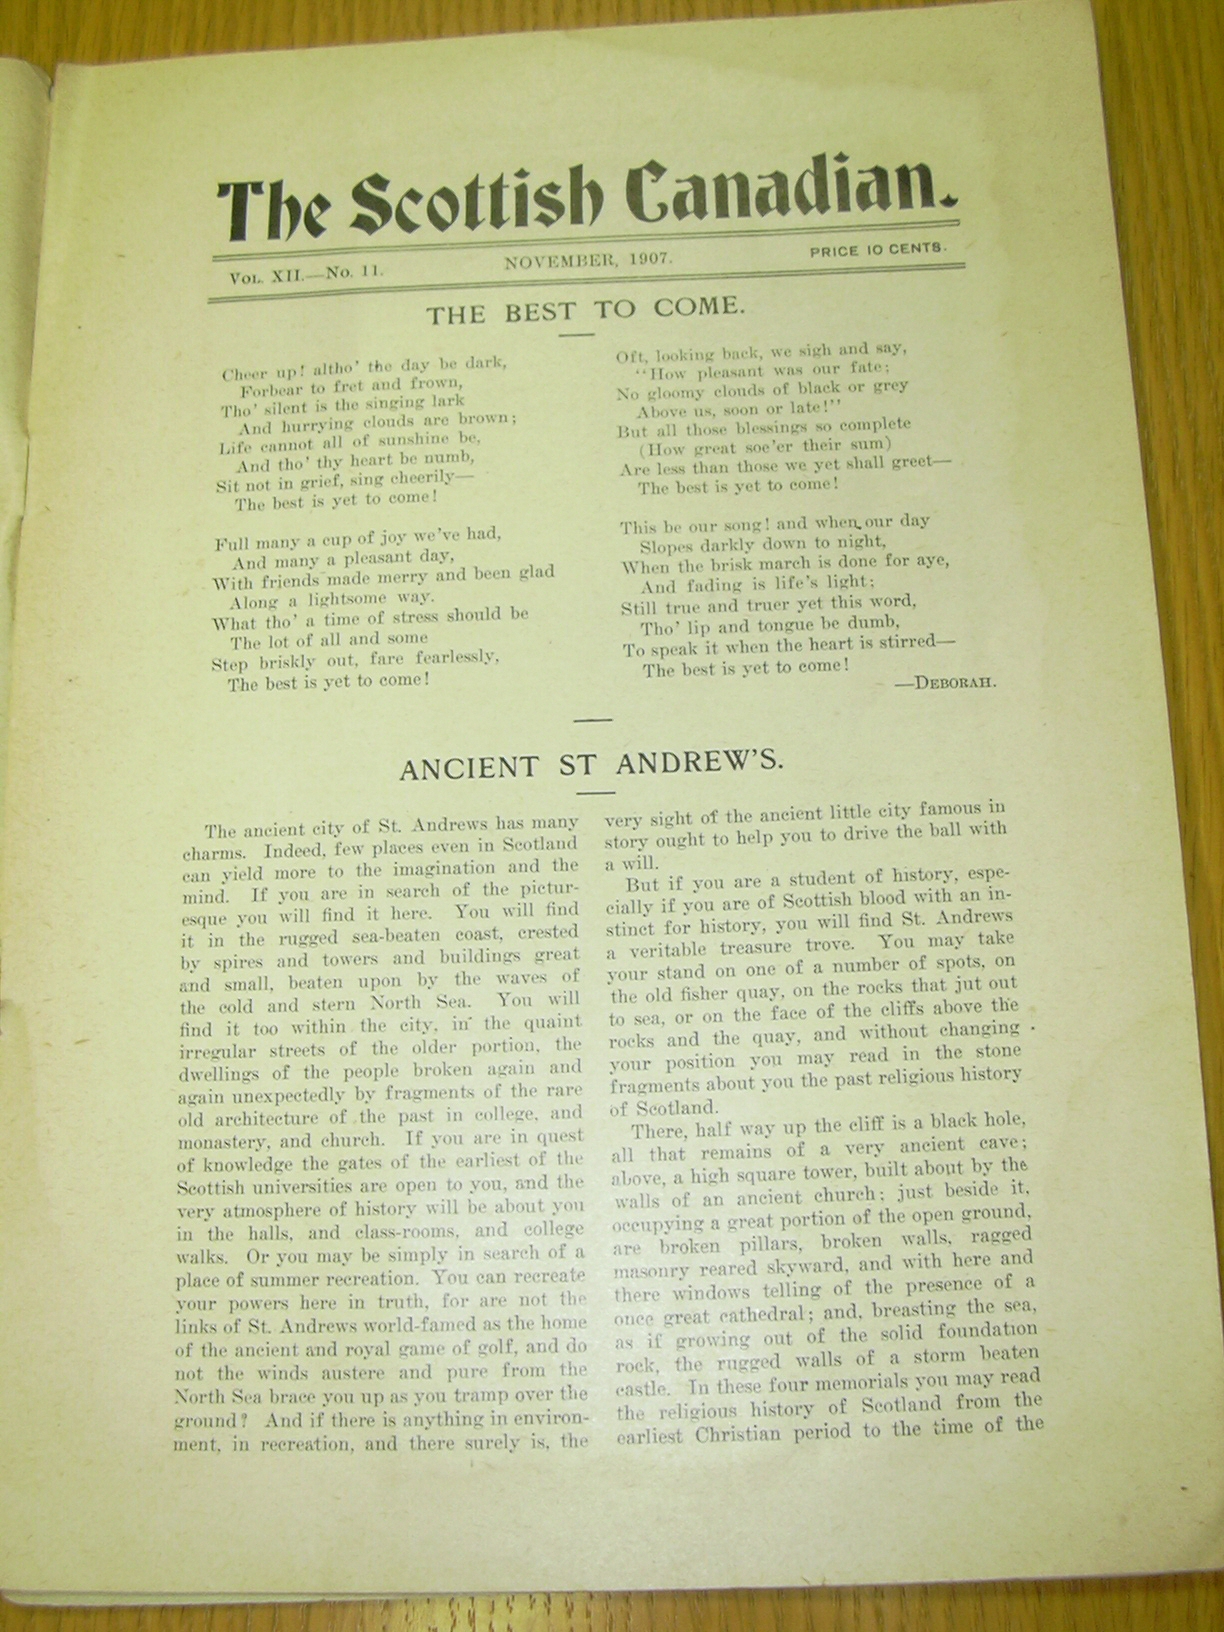 The Scottish Canadian.
VOL. XII.—No. 11.
NOVEMBER, 1907.
PRICE 10 CENTS.
THE BEST TO COME.
Cheer up! altho' the day be dark,
Forbear to fret and frown,
Tho' silent is the singing lark
And hurrying clouds are brown;
Life cannot all of sunshine be,
And tho' thy heart be numb,
Sit not in grief, sing cheerily—
The best is yet to come!
Full many a cup of joy we've had,
And many a pleasant day,
With friends made merry and been glad
Along a lightsome way.
What tho' a time of stress should be
The lot of all and some
Step briskly out, fare fearlessly,
The best is yet to come!
Oft, looking back, we sigh and say,
"How pleasant was our fate;
No gloomy clouds of black or grey
Above us, soon or late!"
But all those blessings so complete
(How great soe'er their sum)
Are less than those we yet shall greet—
The best is yet to come!
This be our song! and when our day
Slopes darkly down to night,
When the brisk march is done for aye,
And fading is life's light;
Still true and truer yet this word,
Tho' lip and tongue be dumb,
To speak it when the heart is stirred—
The best is yet to come!
—DEBORAH.
ANCIENT ST ANDREW'S.
The ancient city of St. Andrews has many
charms. Indeed, few places even in Scotland
can yield more to the imagination and the
mind. If you are in search of the pictur-
esque you will find it here. You will find
it in the rugged sea-beaten coast, crested
by spires and towers and buildings great
and small, beaten upon by the waves of
the cold and stern North Sea. You will
find it too within the city, in the quaint
irregular streets of the older portion, the
dwellings of the people broken again and
again unexpectedly by fragments of the rare
old architecture of the past in college, and
monastery, and church. If you are in quest
of knowledge the gates of the earliest of the
Scottish universities are open to you, and the
very atmosphere of history will be about you
in the halls, and class-rooms, and college
walks. Or you may be simply in search of a
place of summer recreation. You can recreate
your powers here in truth, for are not the
links of St. Andrews world-famed as the home
of the ancient and royal game of golf, and do
not the winds austere and pure from the
North Sea brace you up as you tramp over the
ground? And if there is anything in environ-
ment, in recreation, and there surely is, the
very sight of the ancient little city famous in
story ought to help you to drive the ball with
a will.
But if you are a student of history, espe-
cially if you are of Scottish blood with an in-
stinct for history, you will find St. Andrews
a veritable treasure trove. You may take
your stand on one of a number of spots, on
the old fisher quay, on the rocks that jut out
to sea, or on the face of the cliffs above the
rocks and the quay, and without changing
your position you may read in the stone
fragments about you the past religious history
of Scotland.
There, half way up the cliff is a black hole,
all that remains of a very ancient cave;
above, a high square tower, built about by the
walls of an ancient church; just beside it,
occupying a great portion of the open ground,
are broken pillars, broken walls, ragged
masonry reared skyward, and with here and
there windows telling of the presence of a
once great cathedral; and, breasting the sea,
as if growing out of the solid foundation
rock, the rugged walls of a storm beaten
castle. In these four memorials you may read
the religious history of Scotland from the
earliest Christian period to the time of the